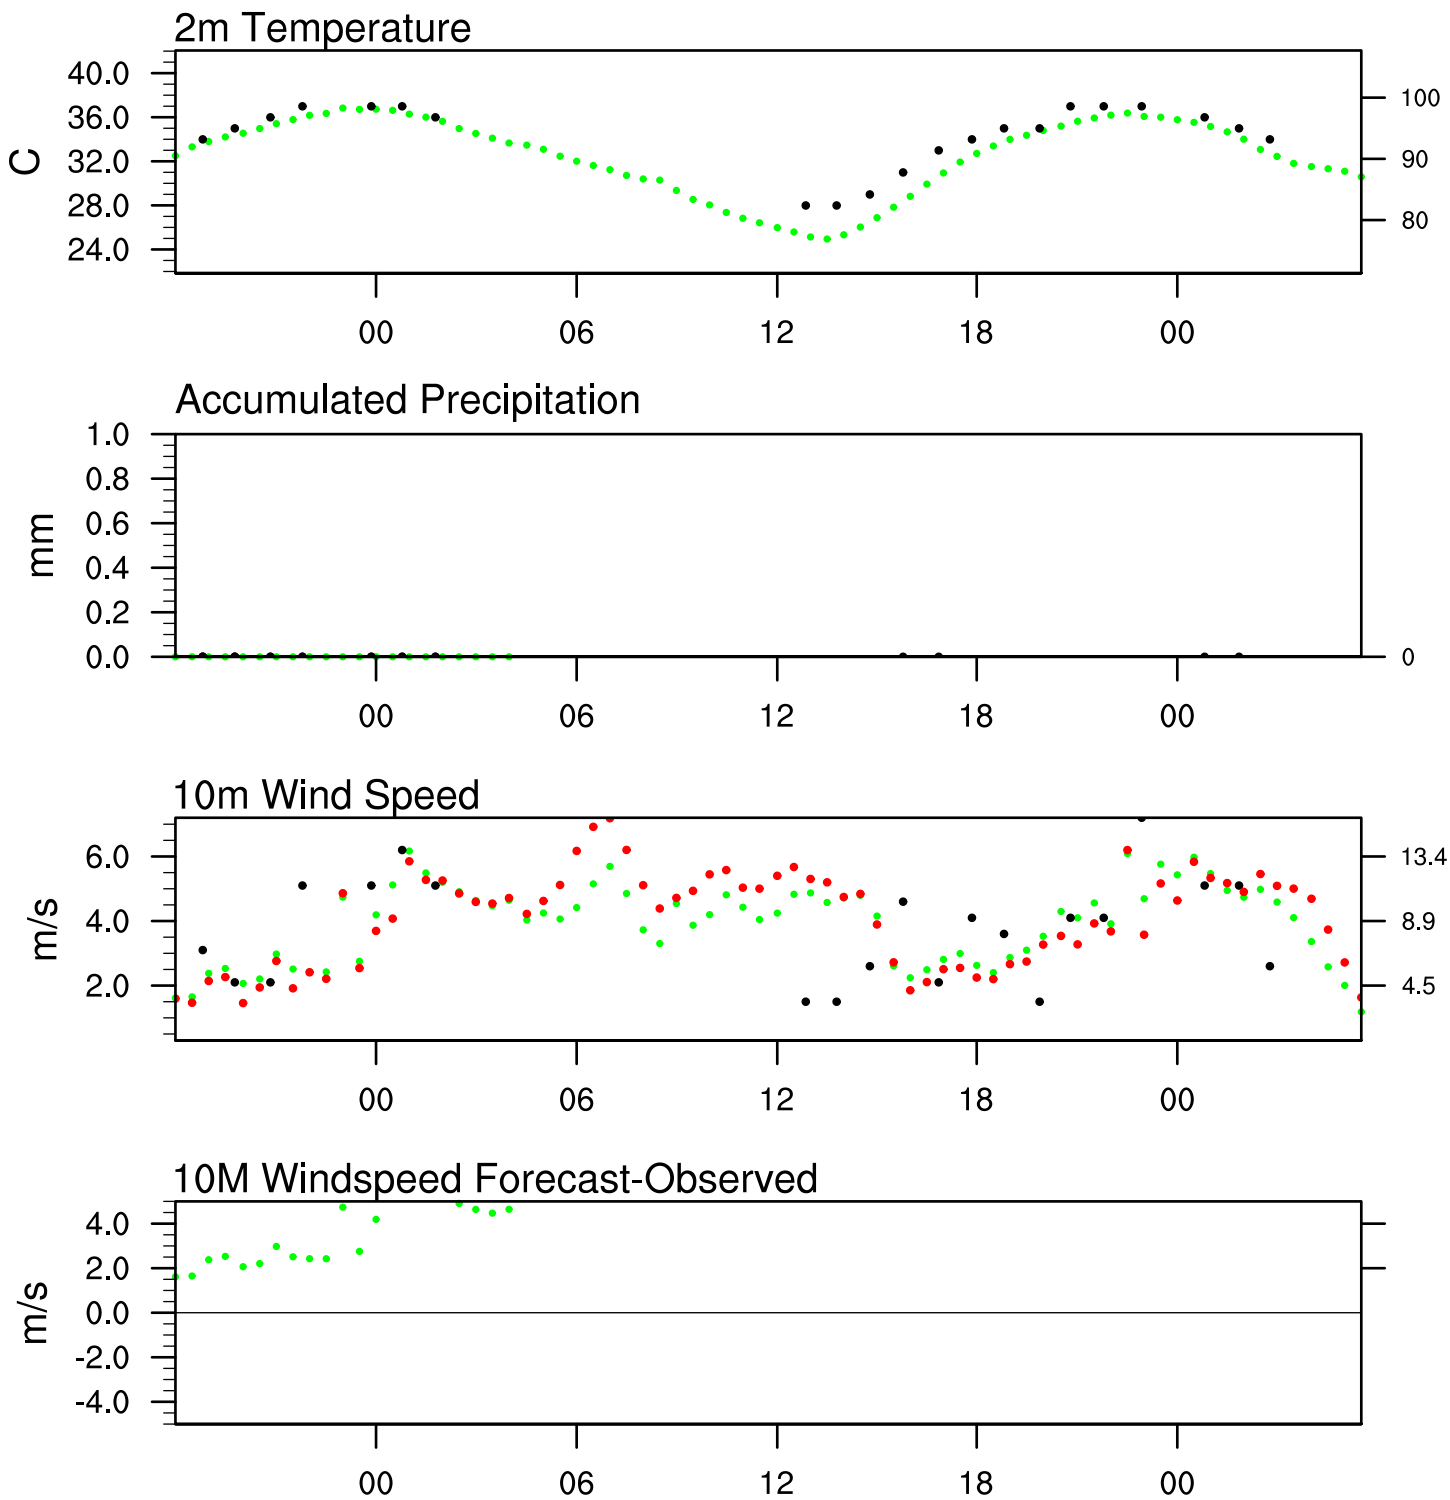 2m Temperature
40.0
36.0
32.0
28.0
24.0
C
100
90
80
00 06 12 18 00
Accumulated Precipitation
1.0
0.8
0.6
0.4
0.2
0.0
mm
0
00 06 12 18 00
10m Wind Speed
6.0
4.0
2.0
m/s
13.4
8.9
4.5
00 06 12 18 00
10M Windspeed Forecast-Observed
4.0
2.0
0.0
-2.0
-4.0
m/s
00 06 12 18 00